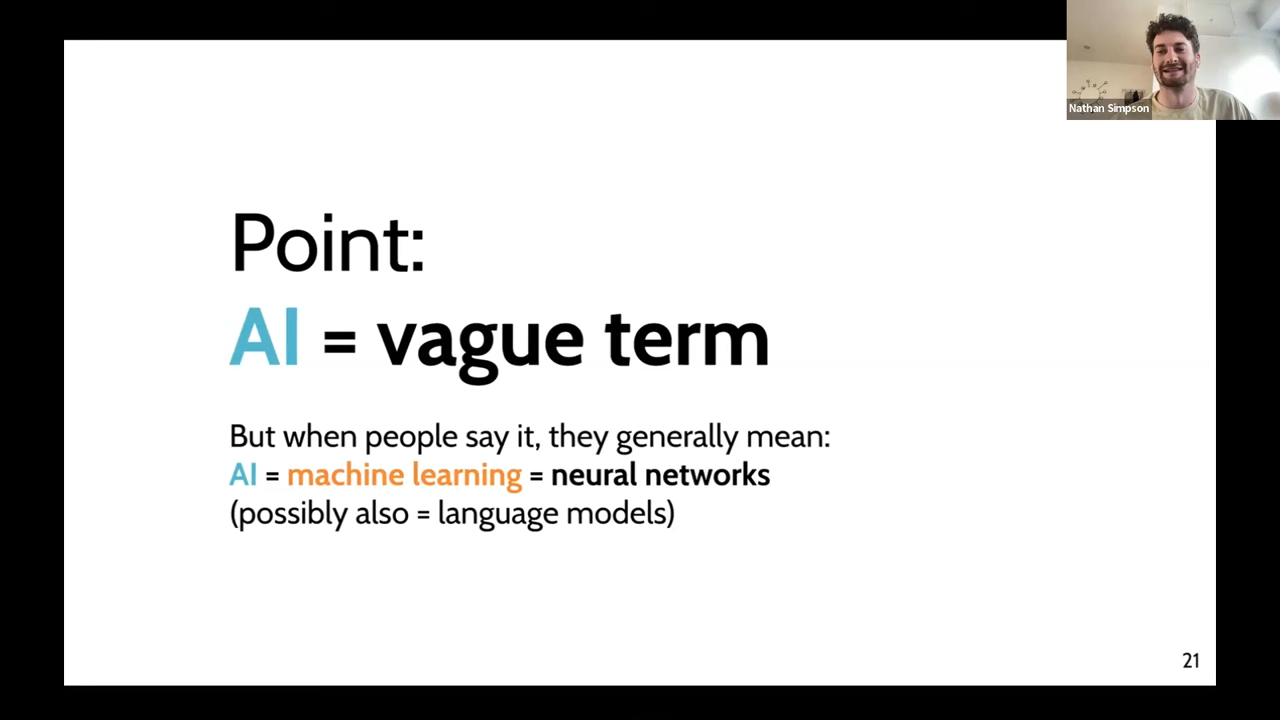 Nathan Simpson
Point:
AI = vague term
But when people say it, they generally mean:
AI = machine learning = neural networks
(possibly also = language models)
21